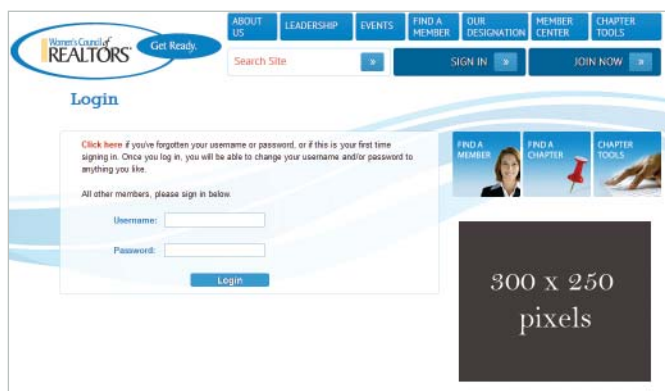 Women's Council of
REALTORS
Get Ready.
ABOUT US
LEADERSHIP
EVENTS
FIND A MEMBER
OUR DESIGNATION
MEMBER CENTER
CHAPTER TOOLS
Search Site
»
SIGN IN »
JOIN NOW »
Login
Click here if you've forgotten your username or password, or if this is your first time
signing in. Once you log in, you will be able to change your username and/or password to
anything you like.
All other members, please sign in below.
Username:
Password:
Login
FIND A
MEMBER
FIND A
CHAPTER
CHAPTER
TOOLS
300 x 250
pixels